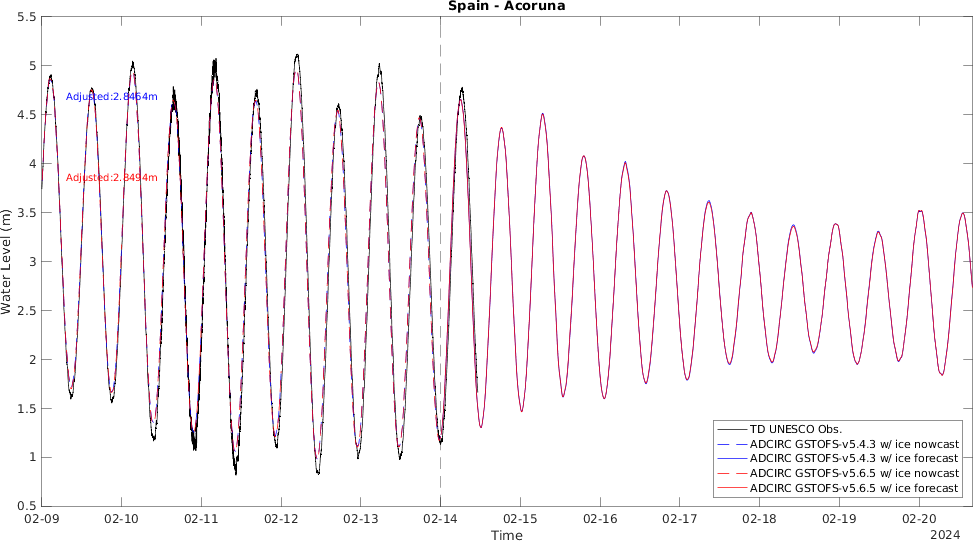 Spain - Acoruna
5.5
5
4.5
4
3.5
3
2.5
2
1.5
1
0.5
Water Level (m)
Adjusted:2.8464m
Adjusted:2.8494m
TD UNESCO Obs.
ADCIRC GSTOFS-v5.4.3 w/ ice nowcast
ADCIRC GSTOFS-v5.4.3 w/ ice forecast
ADCIRC GSTOFS-v5.6.5 w/ ice nowcast
ADCIRC GSTOFS-v5.6.5 w/ ice forecast
02-09 02-10 02-11 02-12 02-13 02-14 02-15 02-16 02-17 02-18 02-19 02-20
Time
2024